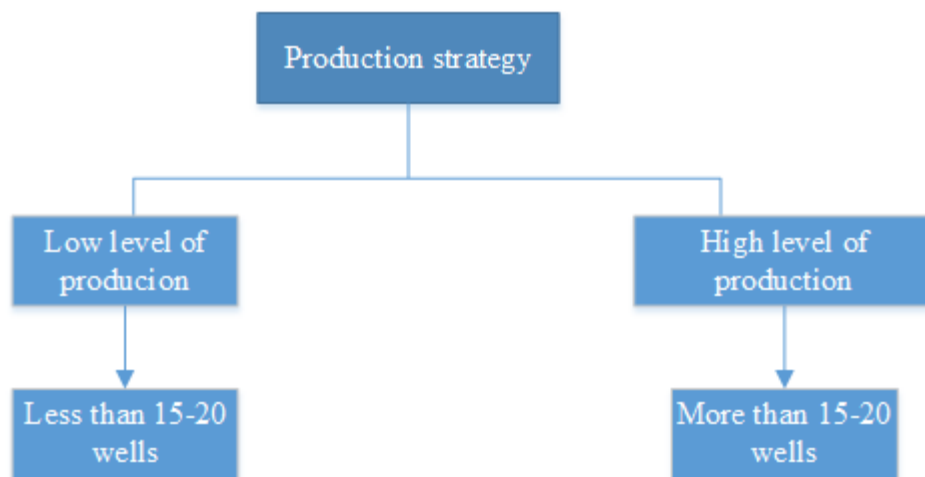 Production strategy
Low level of
producion
High level of
production
Less than 15-20
wells
More than 15-20
wells